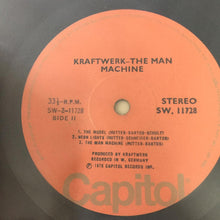 KRAFTWERK–THE MAN
MACHINE
33⅓-R.P.M.
SW-2-11728
SIDE II
STEREO
SW. 11728
1. THE MODEL (HUTTER-BARTOS-SCHULT)
2. NEON LIGHTS (HUTTER-SCHNEIDER-BARTOS)
3. THE MAN MACHINE (HUTTER-BARTOS)
PRODUCED BY KRAFTWERK
RECORDED IN W. GERMANY
℗ 1978 CAPITOL RECORDS INC.
Capitol